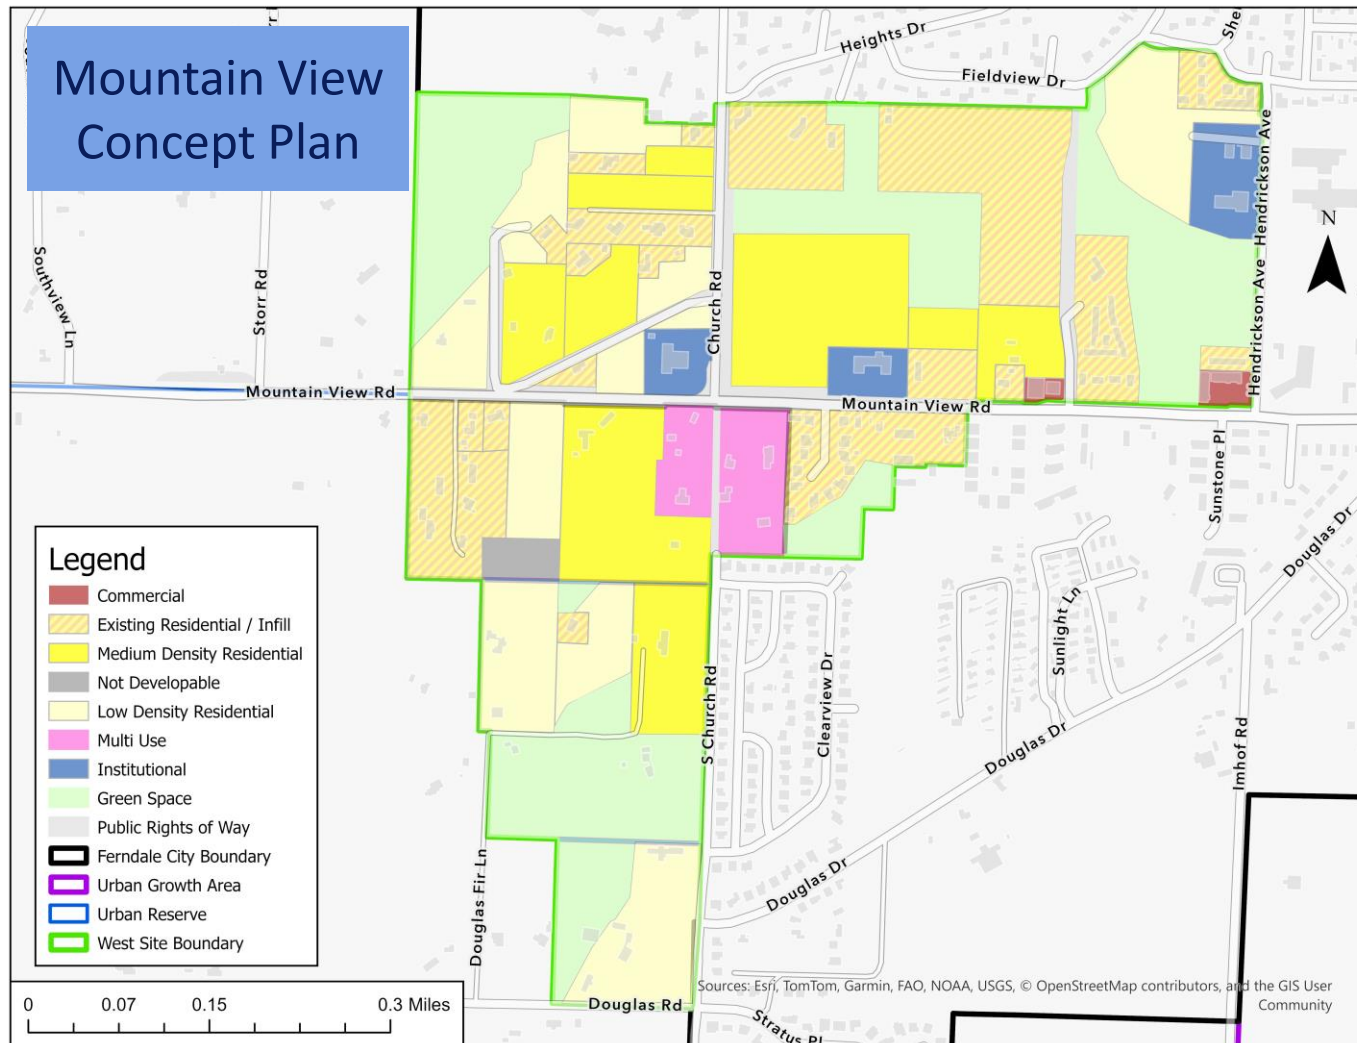 Mountain View
Concept Plan
Heights Dr
Fieldview Dr
Hendrickson Ave
Hendrickson Ave
Hendrickson Ave
N
Southview Ln
Storr Rd
Church Rd
Mountain View Rd
Mountain View Rd
Sunstone Pl
Douglas Dr
Sunlight Ln
Clearview Dr
S Church Rd
Douglas Dr
Imhof Rd
Douglas Dr
Douglas Fir Ln
Douglas Rd
Stratus Pl
Legend
Commercial
Existing Residential / Infill
Medium Density Residential
Not Developable
Low Density Residential
Multi Use
Institutional
Green Space
Public Rights of Way
Ferndale City Boundary
Urban Growth Area
Urban Reserve
West Site Boundary
0 0.07 0.15 0.3 Miles
Sources: Esri, TomTom, Garmin, FAO, NOAA, USGS, © OpenStreetMap contributors, and the GIS User
Community